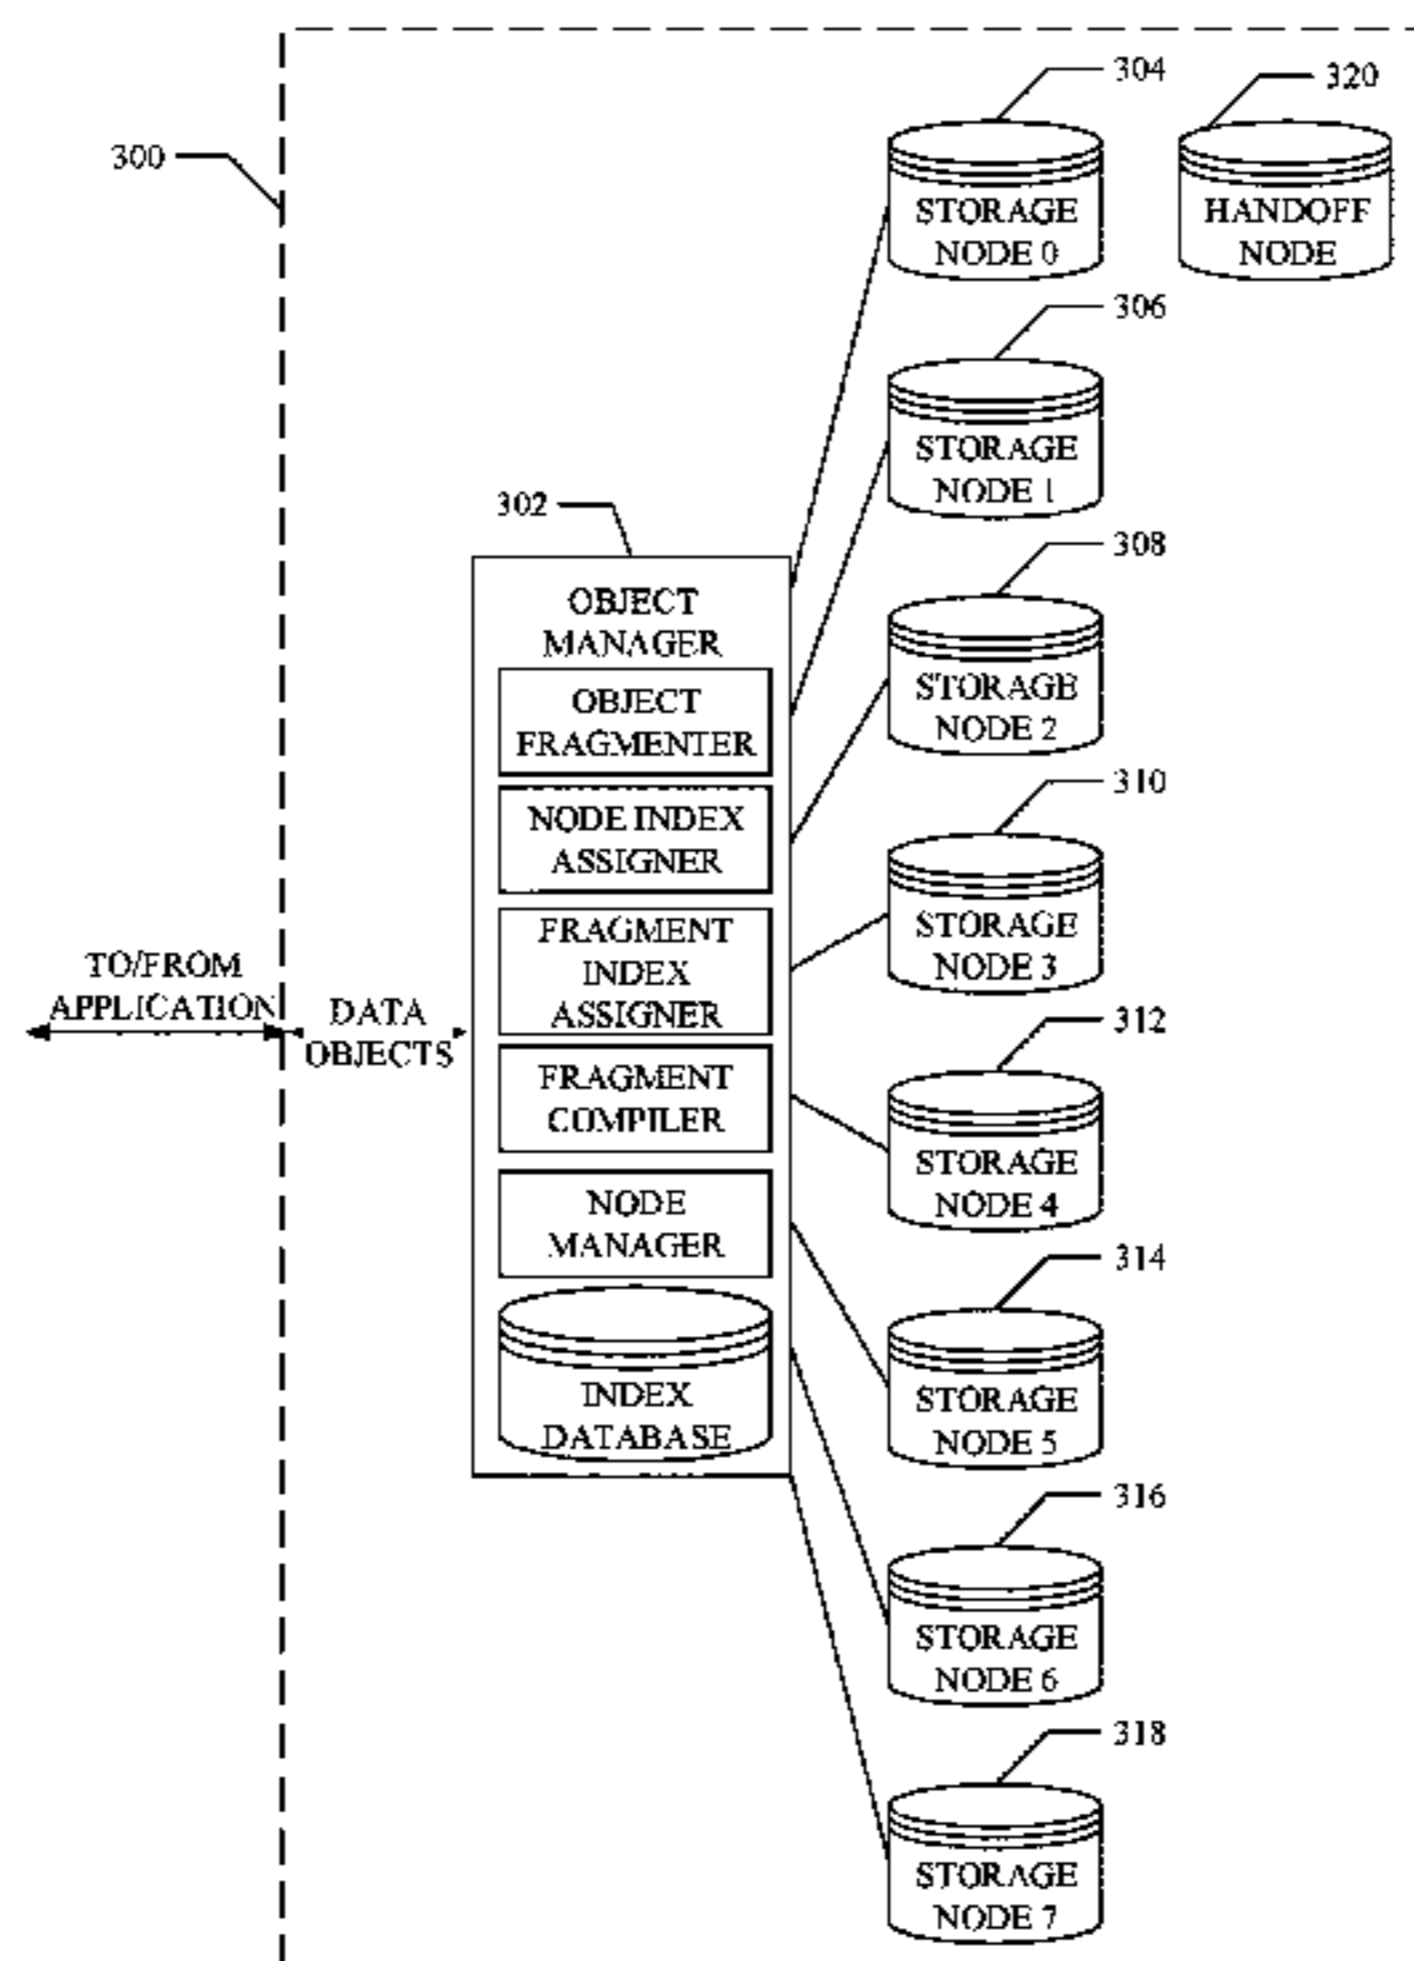 304
320
300
STORAGE
NODE 0
HANDOFF
NODE
306
STORAGE
NODE 1
302
308
OBJECT
MANAGER
STORAGE
NODE 2
OBJECT
FRAGMENTER
310
NODE INDEX
ASSIGNER
STORAGE
NODE 3
FRAGMENT
INDEX
ASSIGNER
TO/FROM
APPLICATION
DATA
OBJECTS
312
FRAGMENT
COMPILER
STORAGE
NODE 4
NODE
MANAGER
314
STORAGE
NODE 5
INDEX
DATABASE
316
STORAGE
NODE 6
318
STORAGE
NODE 7